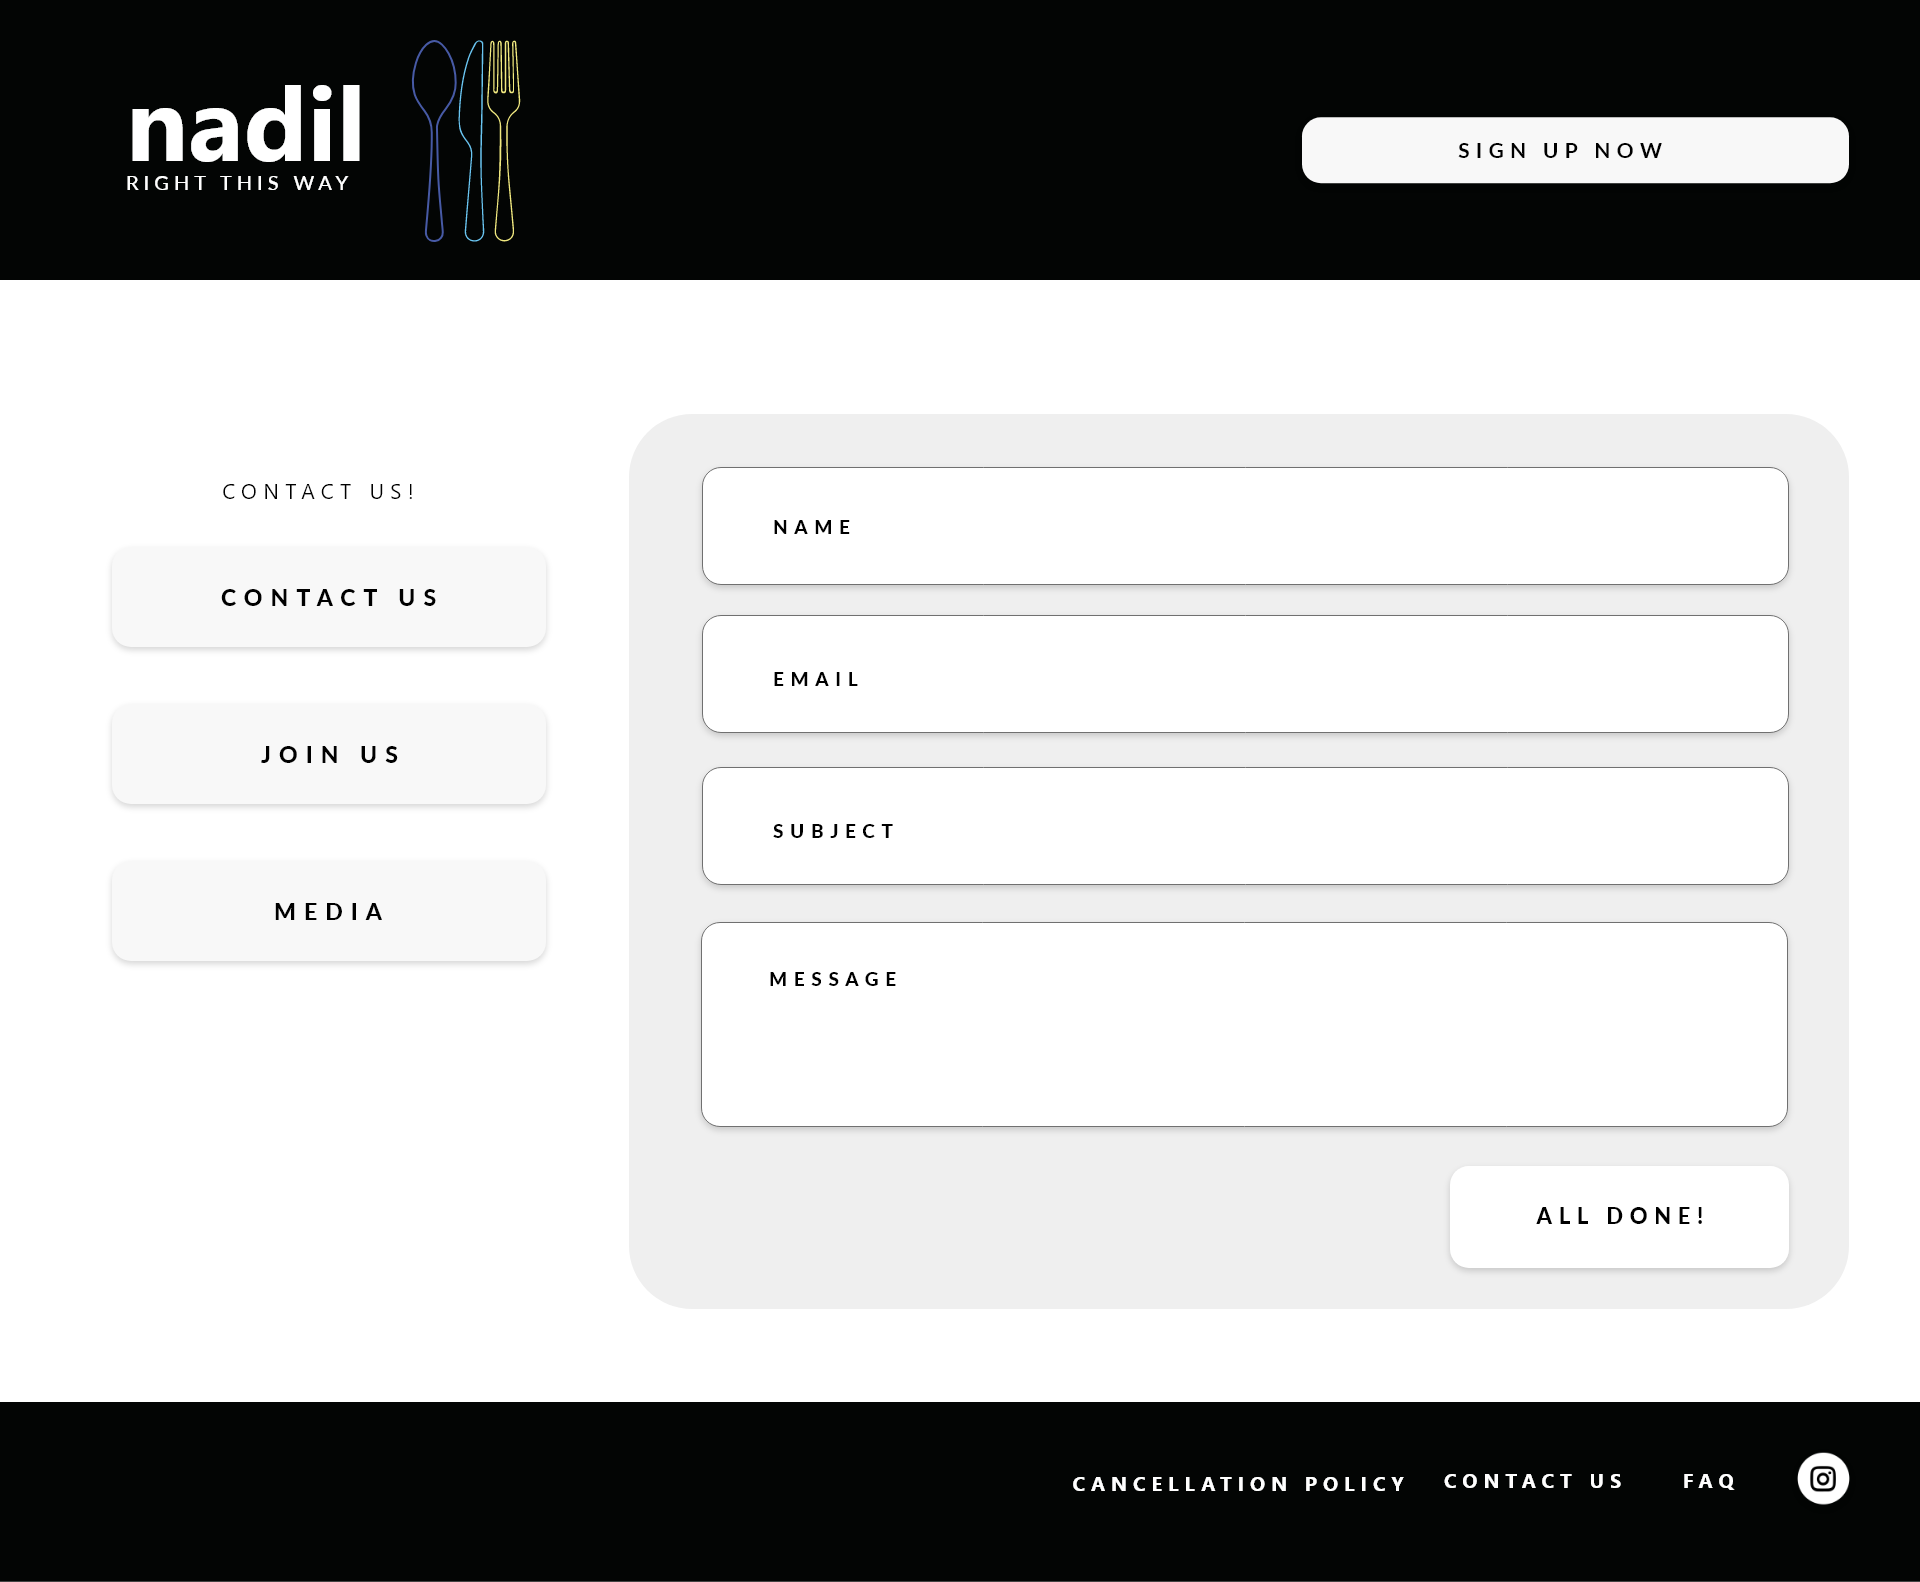 nadil
RIGHT THIS WAY
SIGN UP NOW
CONTACT US!
CONTACT US
JOIN US
MEDIA
NAME
EMAIL
SUBJECT
MESSAGE
ALL DONE!
CANCELLATION POLICY
CONTACT US
FAQ